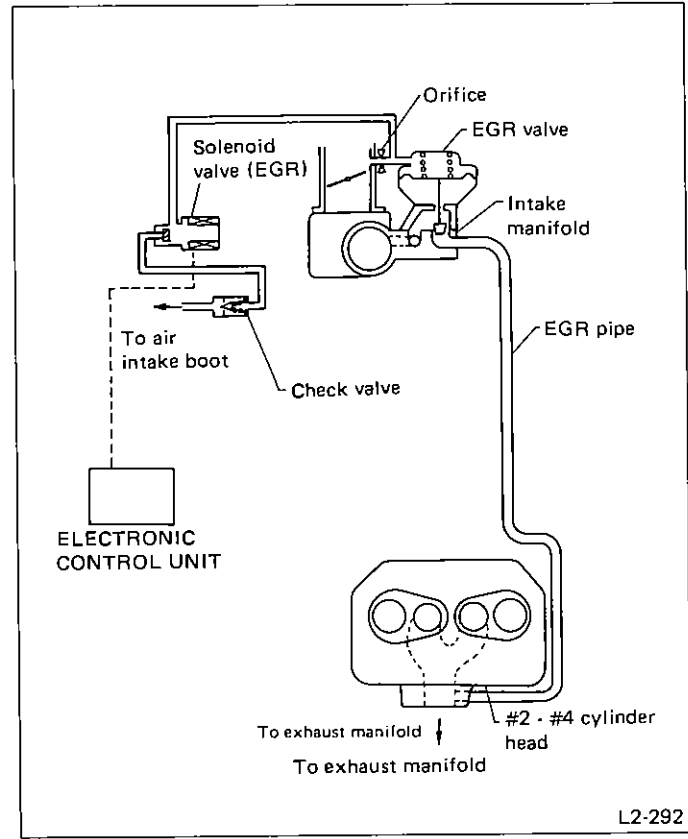 Orifice
EGR valve
Solenoid
valve (EGR)
Intake
manifold
To air
intake boot
EGR pipe
Check valve
ELECTRONIC
CONTROL UNIT
#2 - #4 cylinder
head
To exhaust manifold
To exhaust manifold
L2-292